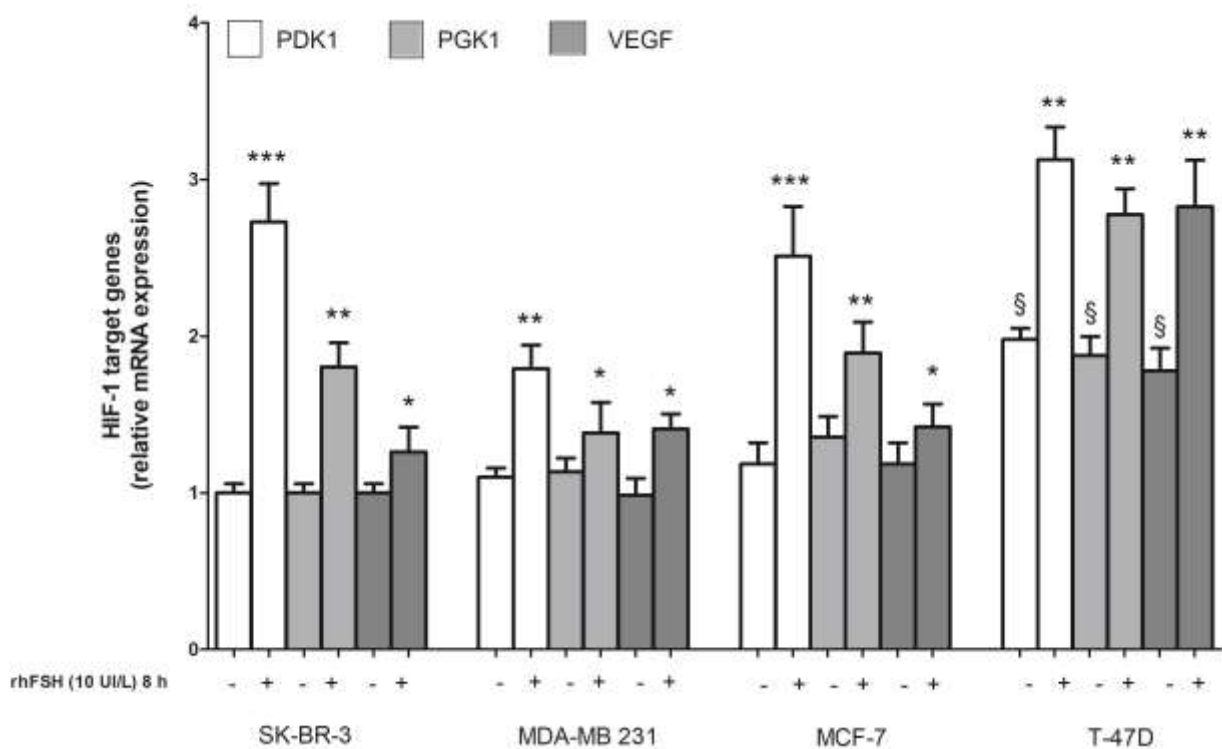 4
PDK1 PGK1 VEGF
** **
*** *** **
3
** ** § § §
2
** * * *
*
1
0
HIF-1 target genes
(relative mRNA expression)
rhFSH (10 UI/L) 8 h - + - + - + - + - + - + - + - + - + - + - + - +
SK-BR-3 MDA-MB 231 MCF-7 T-47D